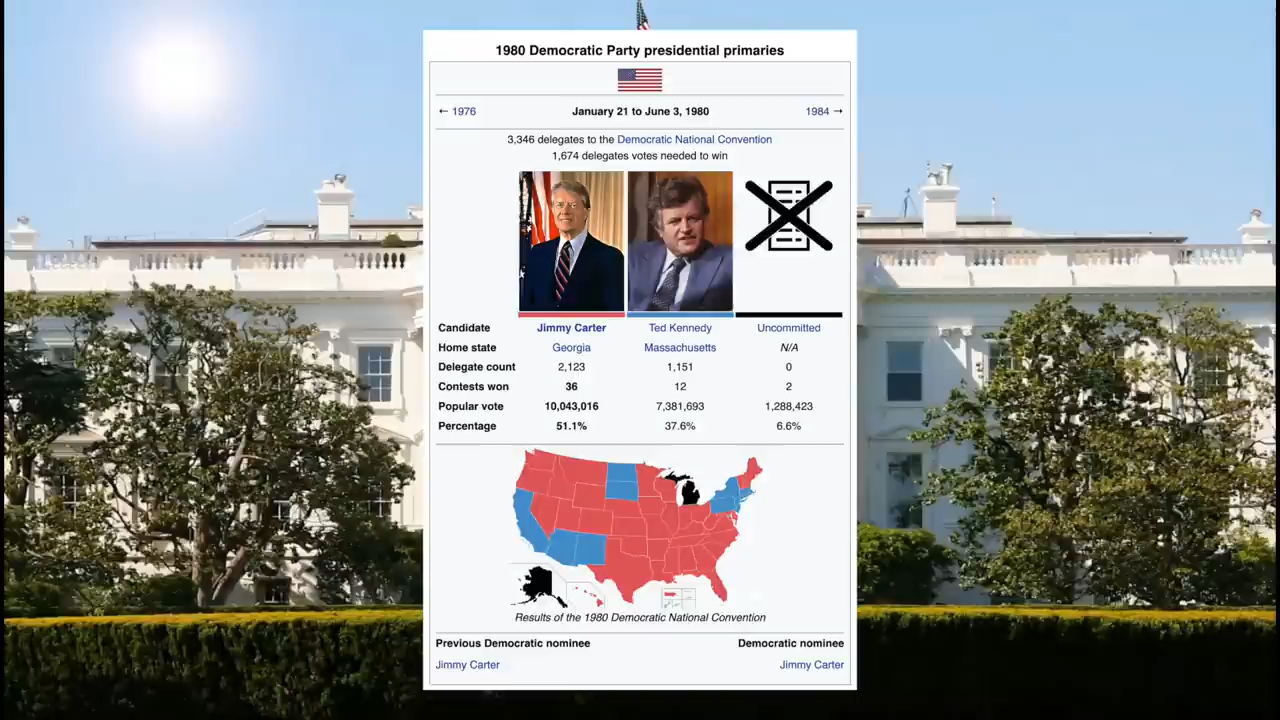 1980 Democratic Party presidential primaries
← 1976 January 21 to June 3, 1980 1984 →
3,346 delegates to the Democratic National Convention
1,674 delegates votes needed to win
Candidate Jimmy Carter Ted Kennedy Uncommitted
Home state Georgia Massachusetts N/A
Delegate count 2,123 1,151 0
Contests won 36 12 2
Popular vote 10,043,016 7,381,693 1,288,423
Percentage 51.1% 37.6% 6.6%
Results of the 1980 Democratic National Convention
Previous Democratic nominee Democratic nominee
Jimmy Carter Jimmy Carter